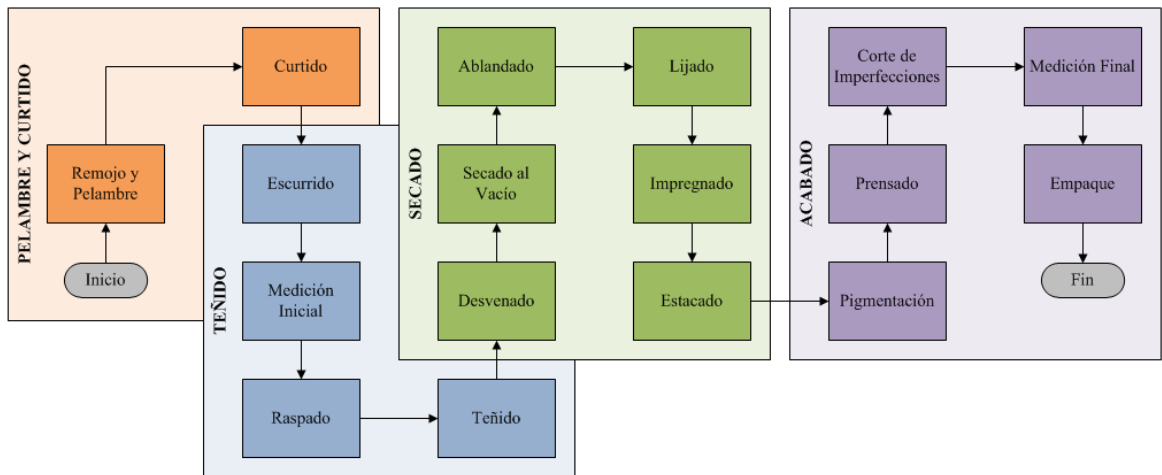 PELAMBRE Y CURTIDO
Inicio
Remojo y
Pelambre
Curtido
TEÑIDO
Escurrido
Medición
Inicial
Raspado
Teñido
SECADO
Desvenado
Secado al
Vacío
Ablandado
Lijado
Impregnado
Estacado
ACABADO
Pigmentación
Prensado
Corte de
Imperfecciones
Medición Final
Empaque
Fin